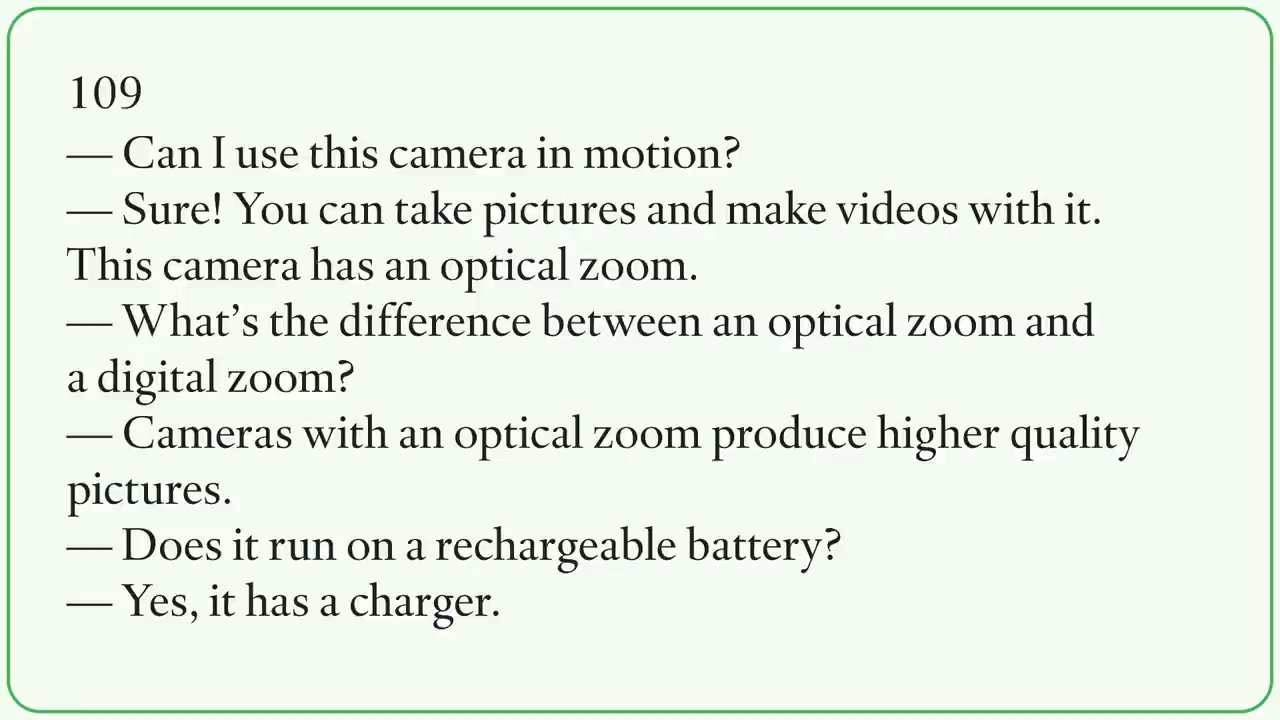 109
— Can I use this camera in motion?
— Sure! You can take pictures and make videos with it.
This camera has an optical zoom.
— What’s the difference between an optical zoom and
a digital zoom?
— Cameras with an optical zoom produce higher quality
pictures.
— Does it run on a rechargeable battery?
— Yes, it has a charger.